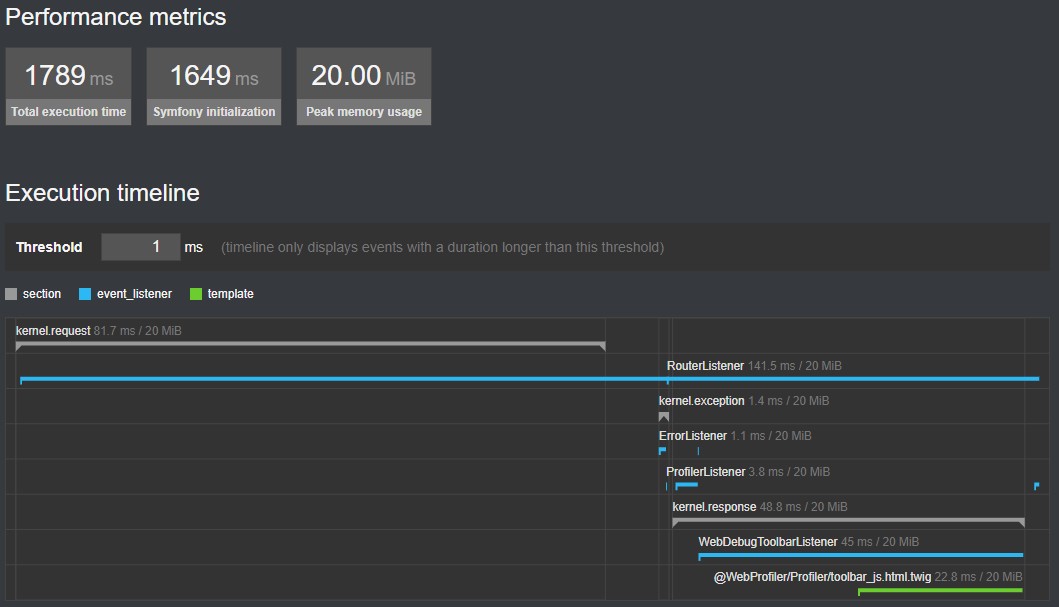 Performance metrics
1789 ms 1649 ms 20.00 MiB
Total execution time Symfony initialization Peak memory usage
Execution timeline
Threshold 1 ms (timeline only displays events with a duration longer than this threshold)
section event_listener template
kernel.request 81.7 ms / 20 MiB
RouterListener 141.5 ms / 20 MiB
kernel.exception 1.4 ms / 20 MiB
ErrorListener 1.1 ms / 20 MiB
ProfilerListener 3.8 ms / 20 MiB
kernel.response 48.8 ms / 20 MiB
WebDebugToolbarListener 45 ms / 20 MiB
@WebProfiler/Profiler/toolbar_js.html.twig 22.8 ms / 20 MiB